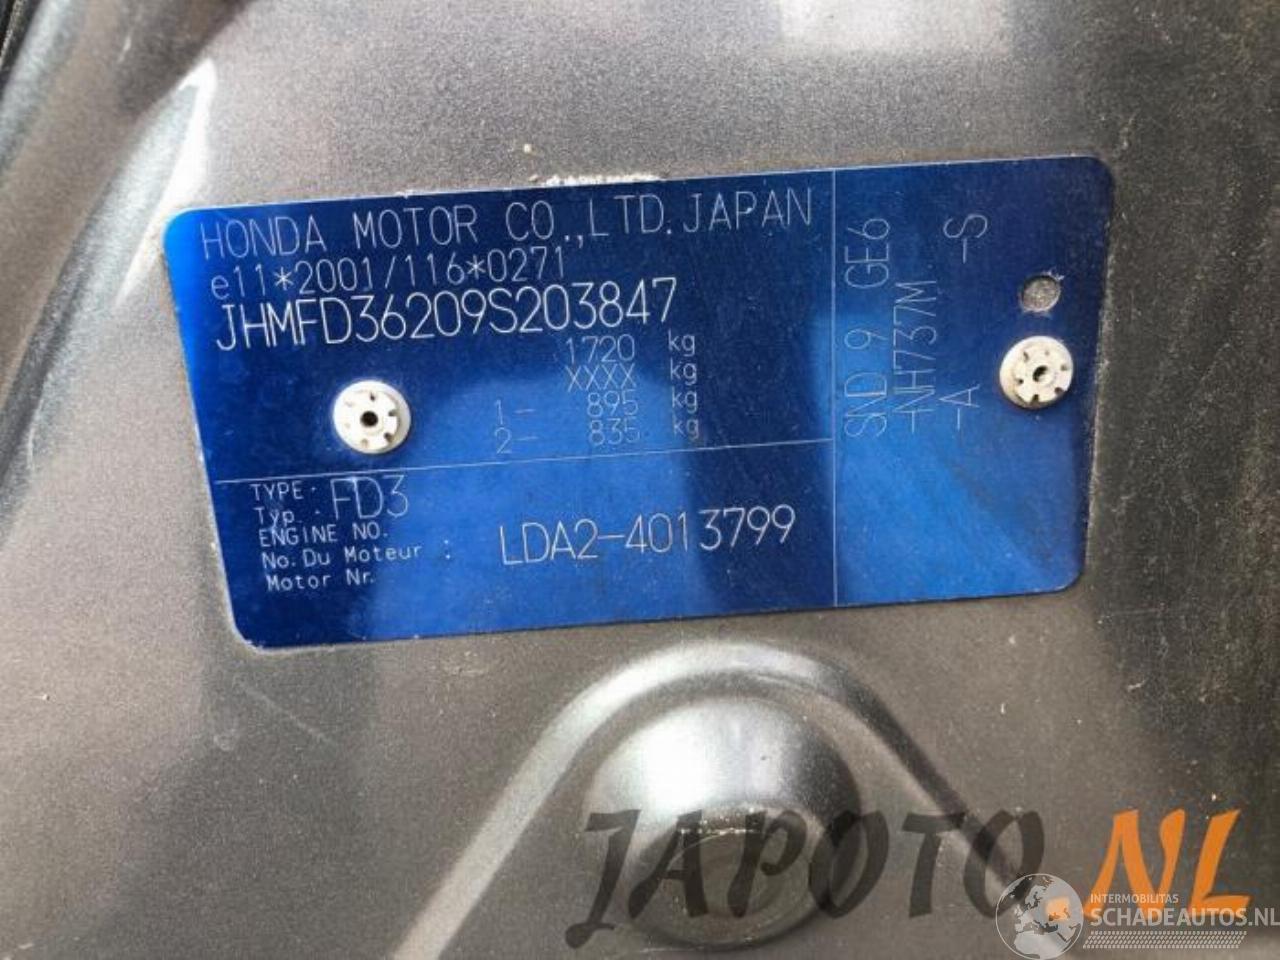 HONDA MOTOR CO.,LTD. JAPAN
e11*2001/116*0271
JHMFD36209S203847
1720 kg
XXXX kg
1- 895 kg
2- 835 kg
TYPE : FD3
Typ
ENGINE NO.
No. Du Moteur : LDA2-4013799
Motor Nr.
SND 9 GE6
-NH737M
-A -S
JAPOTO.NL
INTERMOBILITAS
SCHADEAUTOS.NL